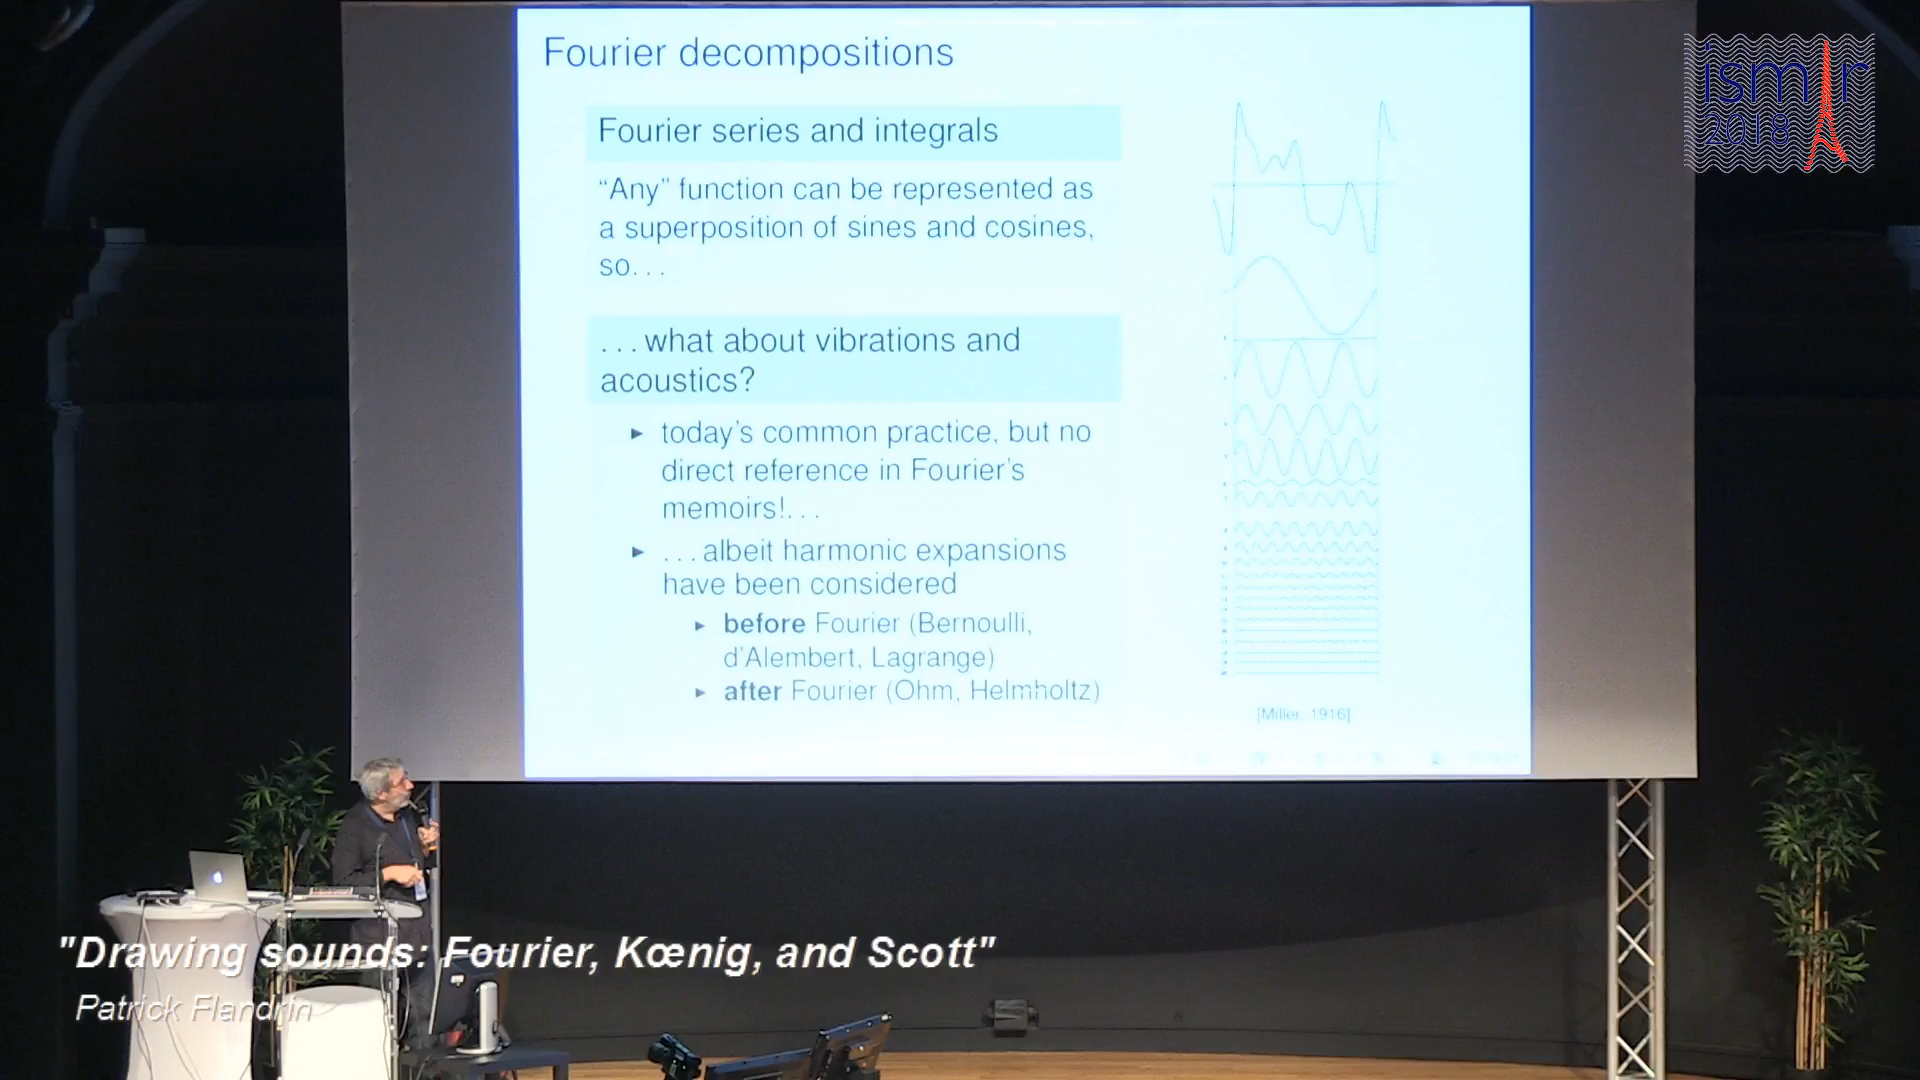 Fourier decompositions
Fourier series and integrals
“Any” function can be represented as
a superposition of sines and cosines,
so...
...what about vibrations and
acoustics?
▸ today's common practice, but no
direct reference in Fourier's
memoirs!...
▸ ...albeit harmonic expansions
have been considered
▸ before Fourier (Bernoulli,
d'Alembert, Lagrange)
▸ after Fourier (Ohm, Helmholtz)
[Miller, 1916]
ismir
2018
"Drawing sounds: Fourier, Kœnig, and Scott"
Patrick Flandrin